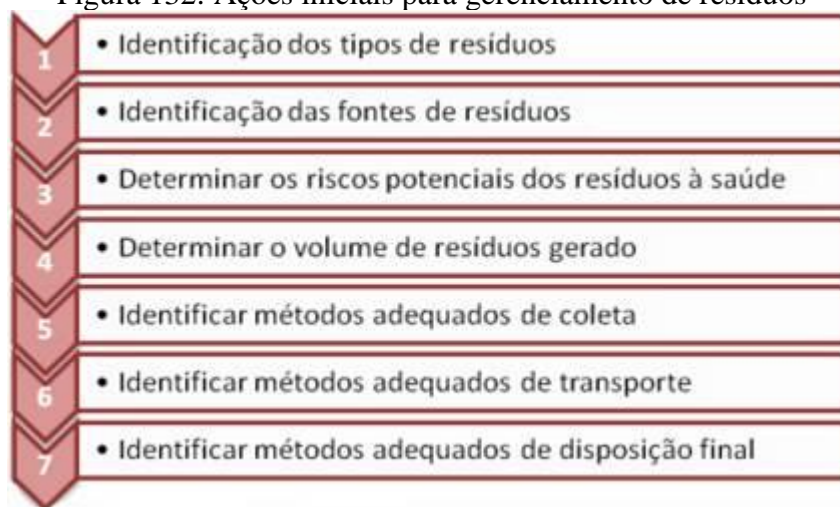 Figura 132: Ações iniciais para gerenciamento de resíduos
1 • Identificação dos tipos de resíduos
2 • Identificação das fontes de resíduos
3 • Determinar os riscos potenciais dos resíduos à saúde
4 • Determinar o volume de resíduos gerado
5 • Identificar métodos adequados de coleta
6 • Identificar métodos adequados de transporte
7 • Identificar métodos adequados de disposição final